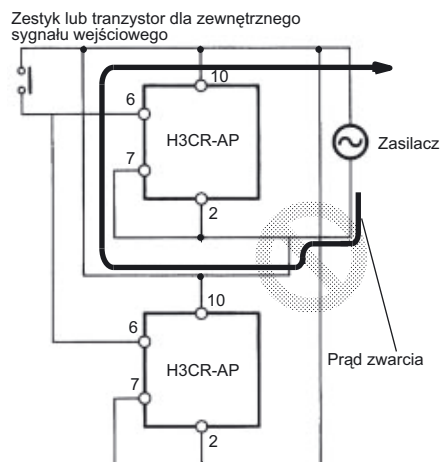 Zestyk lub tranzystor dla zewnętrznego
sygnału wejściowego
10
6
H3CR-AP
7
2
Zasilacz
10
6
H3CR-AP
7
2
Prąd zwarcia